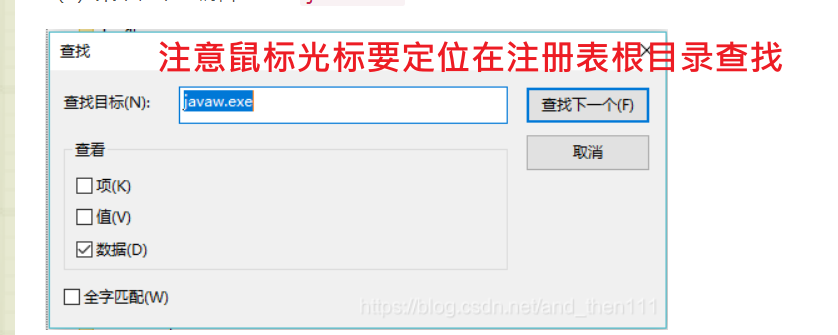 查找
注意鼠标光标要定位在注册表根目录查找
查找目标(N):
javaw.exe
查找下一个(F)
取消
查看
项(K)
值(V)
数据(D)
全字匹配(W)
https://blog.csdn.net/and_then111